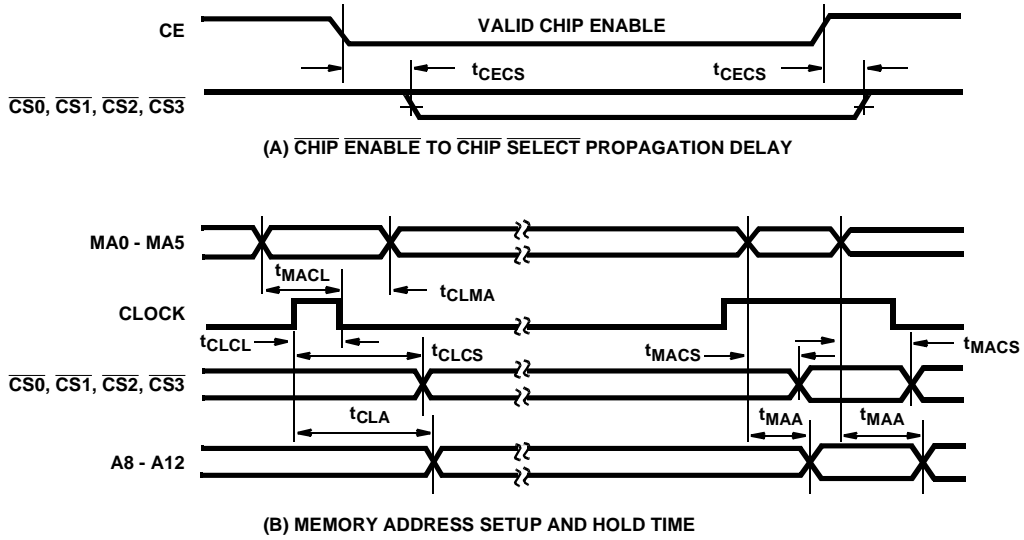 CE
VALID CHIP ENABLE
tCECS
tCECS
CS0, CS1, CS2, CS3
(A) CHIP ENABLE TO CHIP SELECT PROPAGATION DELAY
MA0 - MA5
tMACL
tCLMA
CLOCK
tCLCL
tCLCS
tMACS
tMACS
CS0, CS1, CS2, CS3
tCLA
tMAA
tMAA
A8 - A12
(B) MEMORY ADDRESS SETUP AND HOLD TIME